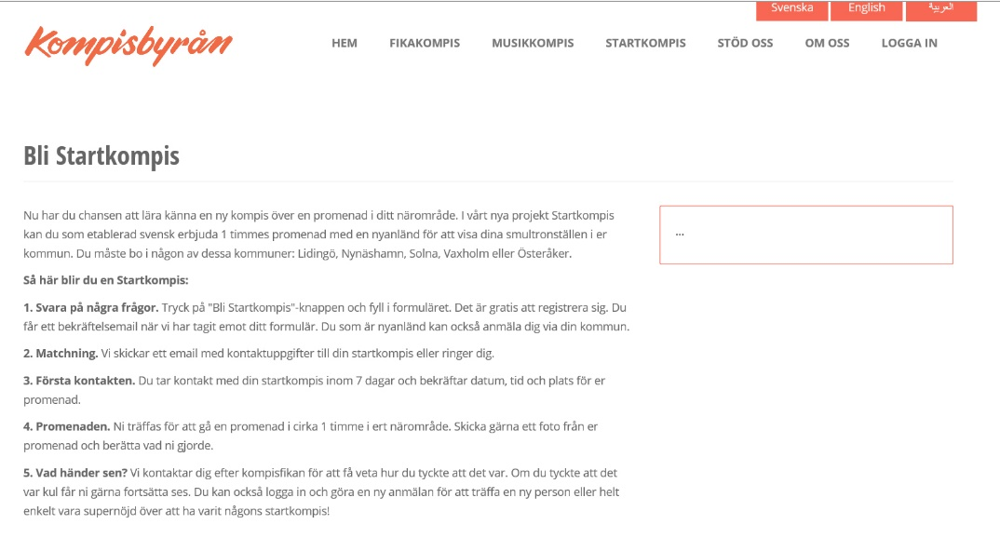 Svenska English العربية
Kompisbyrån
HEM FIKAKOMPIS MUSIKKOMPIS STARTKOMPIS STÖD OSS OM OSS LOGGA IN
Bli Startkompis
Nu har du chansen att lära känna en ny kompis över en promenad i ditt närområde. I vårt nya projekt Startkompis
kan du som etablerad svensk erbjuda 1 timmes promenad med en nyanländ för att visa dina smultronställen i er
kommun. Du måste bo i någon av dessa kommuner: Lidingö, Nynäshamn, Solna, Vaxholm eller Österåker.
...
Så här blir du en Startkompis:
1. Svara på några frågor. Tryck på "Bli Startkompis"-knappen och fyll i formuläret. Det är gratis att registrera sig. Du
får ett bekräftelsemail när vi har tagit emot ditt formulär. Du som är nyanländ kan också anmäla dig via din kommun.
2. Matchning. Vi skickar ett email med kontaktuppgifter till din startkompis eller ringer dig.
3. Första kontakten. Du tar kontakt med din startkompis inom 7 dagar och bekräftar datum, tid och plats för er
promenad.
4. Promenaden. Ni träffas för att gå en promenad i cirka 1 timme i ert närområde. Skicka gärna ett foto från er
promenad och berätta vad ni gjorde.
5. Vad händer sen? Vi kontaktar dig efter kompisfikan för att få veta hur du tyckte att det var. Om du tyckte att det
var kul får ni gärna fortsätta ses. Du kan också logga in och göra en ny anmälan för att träffa en ny person eller helt
enkelt vara supernöjd över att ha varit någons startkompis!